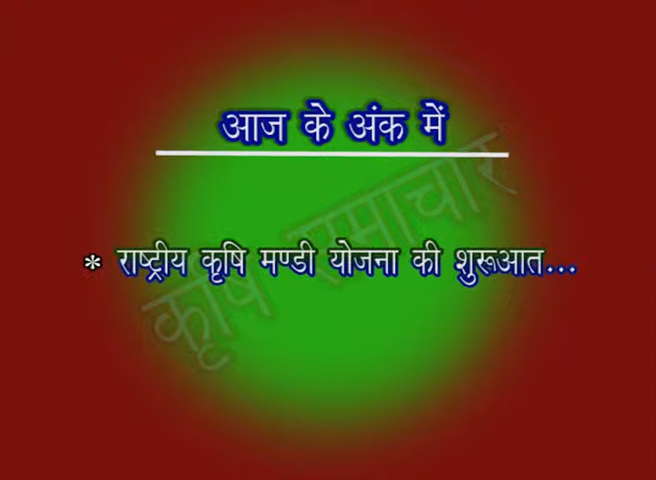 आज के अंक में
कृषि समाचार
* राष्ट्रीय कृषि मण्डी योजना की शुरूआत...